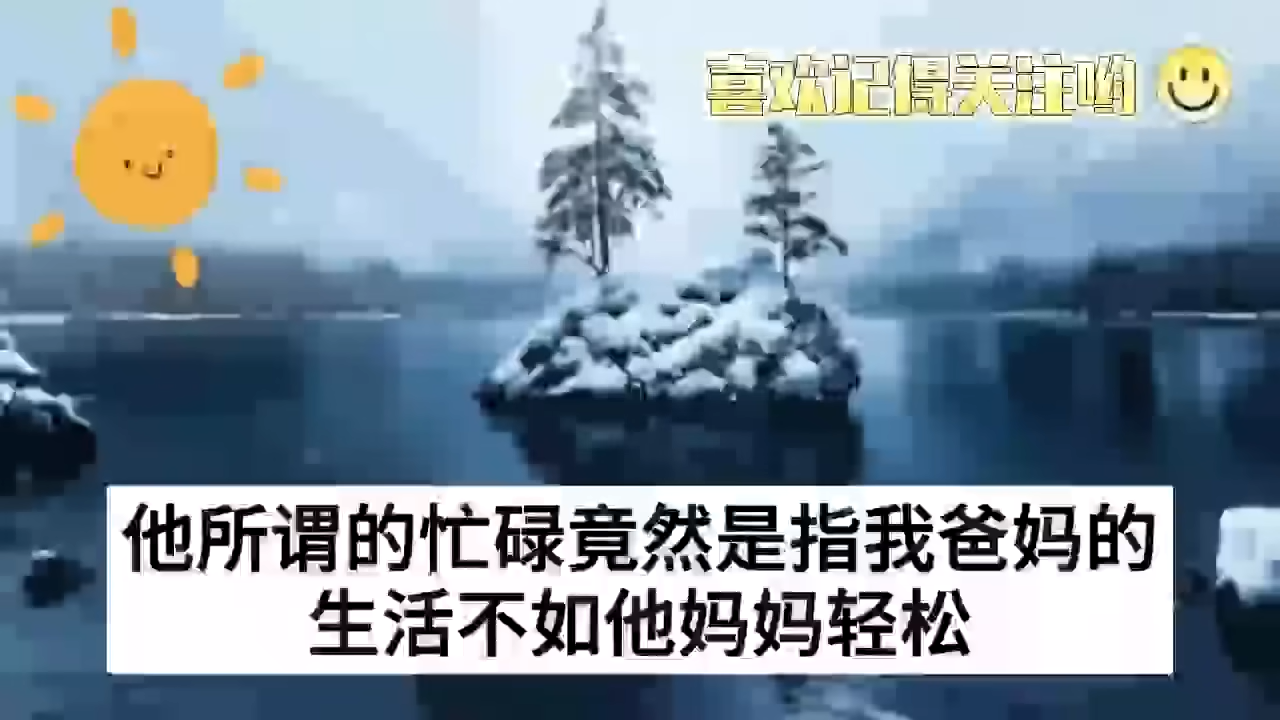 喜欢记得关注哟
他所谓的忙碌竟然是指我爸妈的
生活不如他妈妈轻松